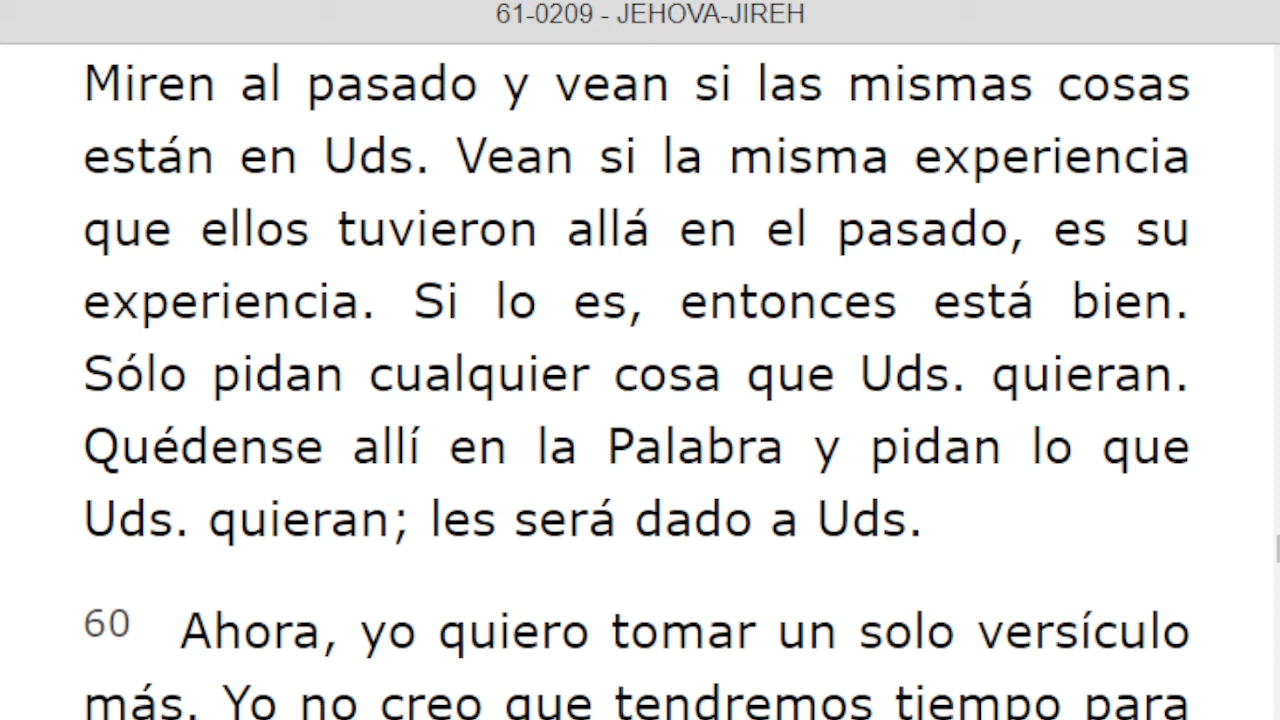 61-0209 - JEHOVA-JIREH
Miren al pasado y vean si las mismas cosas
están en Uds. Vean si la misma experiencia
que ellos tuvieron allá en el pasado, es su
experiencia. Si lo es, entonces está bien.
Sólo pidan cualquier cosa que Uds. quieran.
Quédense allí en la Palabra y pidan lo que
Uds. quieran; les será dado a Uds.
60 Ahora, yo quiero tomar un solo versículo
más. Yo no creo que tendremos tiempo para